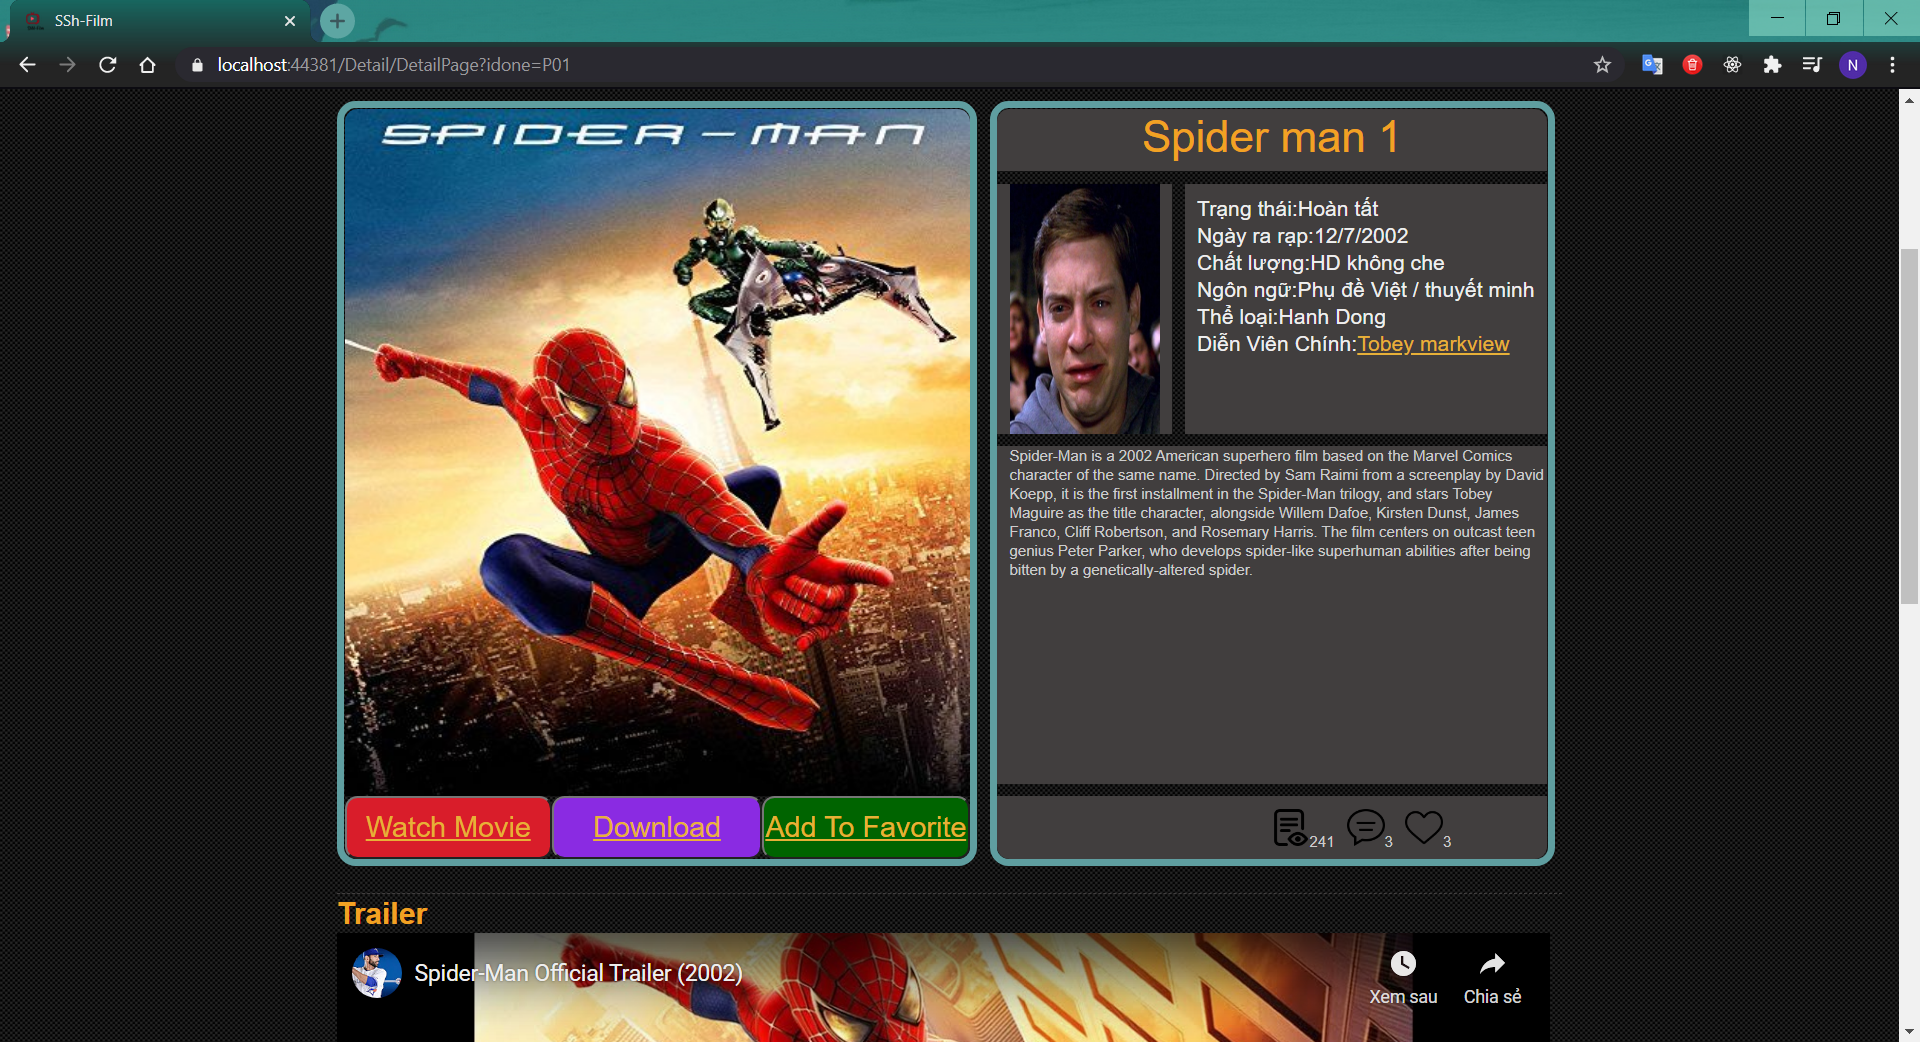 SSh-Film
localhost:44381/Detail/DetailPage?idone=P01
N
SPIDER-MAN
Watch Movie
Download
Add To Favorite
Spider man 1
Trạng thái:Hoàn tất
Ngày ra rạp:12/7/2002
Chất lượng:HD không che
Ngôn ngữ:Phụ đề Việt / thuyết minh
Thể loại:Hanh Dong
Diễn Viên Chính:Tobey markview
Spider-Man is a 2002 American superhero film based on the Marvel Comics
character of the same name. Directed by Sam Raimi from a screenplay by David
Koepp, it is the first installment in the Spider-Man trilogy, and stars Tobey
Maguire as the title character, alongside Willem Dafoe, Kirsten Dunst, James
Franco, Cliff Robertson, and Rosemary Harris. The film centers on outcast teen
genius Peter Parker, who develops spider-like superhuman abilities after being
bitten by a genetically-altered spider.
241
3
3
Trailer
Spider-Man Official Trailer (2002)
Xem sau
Chia sẻ